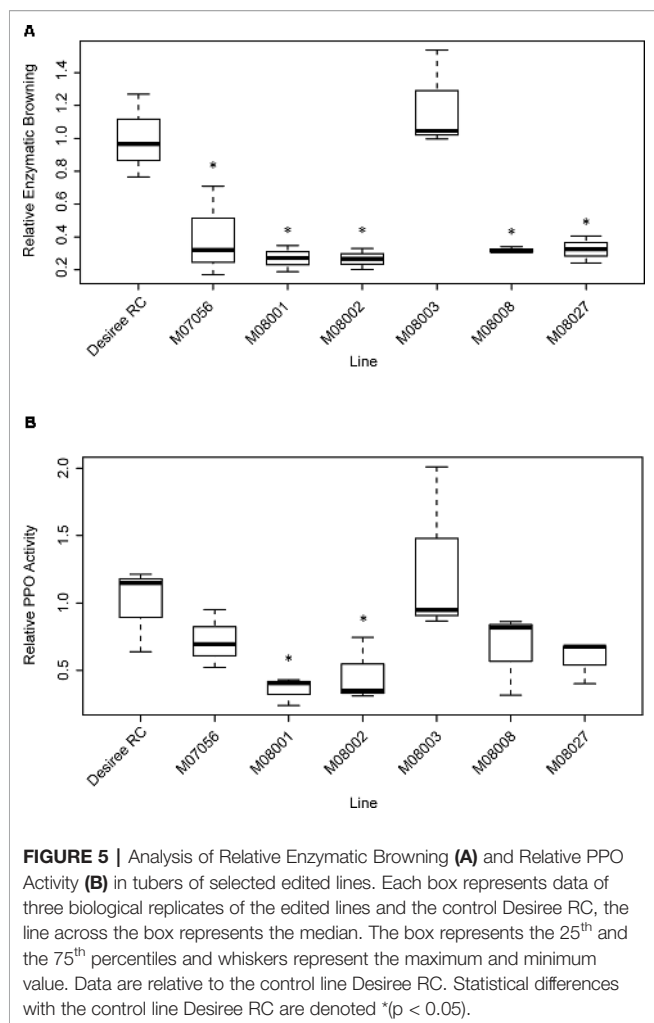 A
Relative Enzymatic Browning
1.4
1.2
1.0
0.8
0.6
0.4
0.2
*
*
*
*
*
Desiree RC
M07056
M08001
M08002
M08003
M08008
M08027
Line
B
Relative PPO Activity
2.0
1.5
1.0
0.5
*
*
Desiree RC
M07056
M08001
M08002
M08003
M08008
M08027
Line
FIGURE 5 | Analysis of Relative Enzymatic Browning (A) and Relative PPO
Activity (B) in tubers of selected edited lines. Each box represents data of
three biological replicates of the edited lines and the control Desiree RC, the
line across the box represents the median. The box represents the 25th and
the 75th percentiles and whiskers represent the maximum and minimum
value. Data are relative to the control line Desiree RC. Statistical differences
with the control line Desiree RC are denoted *(p < 0.05).